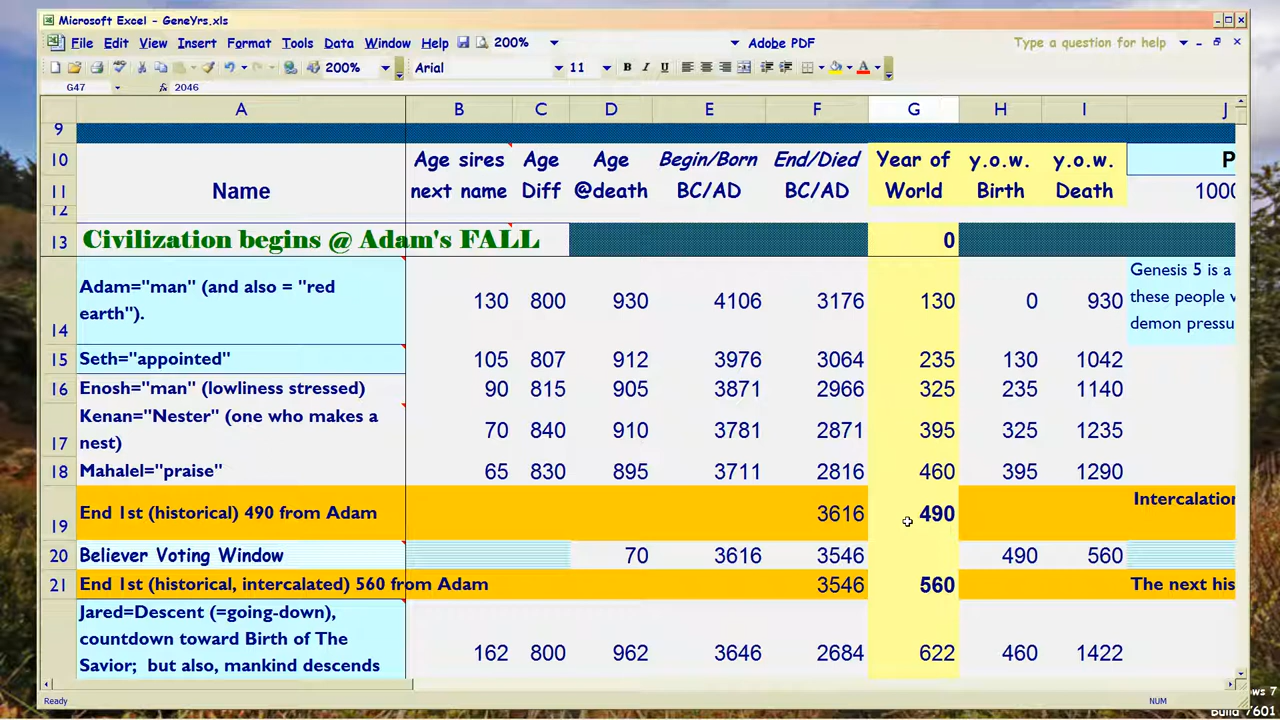 Microsoft Excel - GeneYrs.xls
File Edit View Insert Format Tools Data Window Help 200% Adobe PDF Type a question for help
200% Arial 11 B I U
G47 fx 2046
A B C D E F G H I J
9
10 Age sires Age Age Begin/Born End/Died Year of y.o.w. y.o.w. P
11 Name next name Diff @death BC/AD BC/AD World Birth Death 1000
12
13 Civilization begins @ Adam's FALL 0
Adam="man" (and also = "red Genesis 5 is a
earth"). 130 800 930 4106 3176 130 0 930 these people
14 demon pressu
15 Seth="appointed" 105 807 912 3976 3064 235 130 1042
16 Enosh="man" (lowliness stressed) 90 815 905 3871 2966 325 235 1140
Kenan="Nester" (one who makes a
17 nest) 70 840 910 3781 2871 395 325 1235
18 Mahalel="praise" 65 830 895 3711 2816 460 395 1290
Intercalation
19 End 1st (historical) 490 from Adam 3616 490
20 Believer Voting Window 70 3616 3546 490 560
21 End 1st (historical, intercalated) 560 from Adam 3546 560 The next his
Jared=Descent (=going-down),
countdown toward Birth of The
Savior; but also, mankind descends 162 800 962 3646 2684 622 460 1422
Ready NUM
ows 7
Build 7601